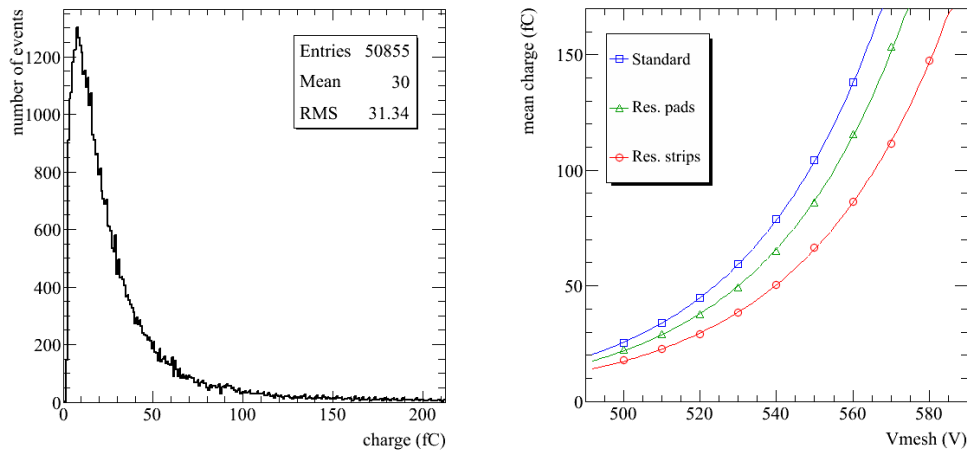 number of events
1200
1000
800
600
400
200
0
Entries 50855
Mean 30
RMS 31.34
0 50 100 150 200
charge (fC)
mean charge (fC)
150
100
50
0
Standard
Res. pads
Res. strips
500 520 540 560 580
Vmesh (V)